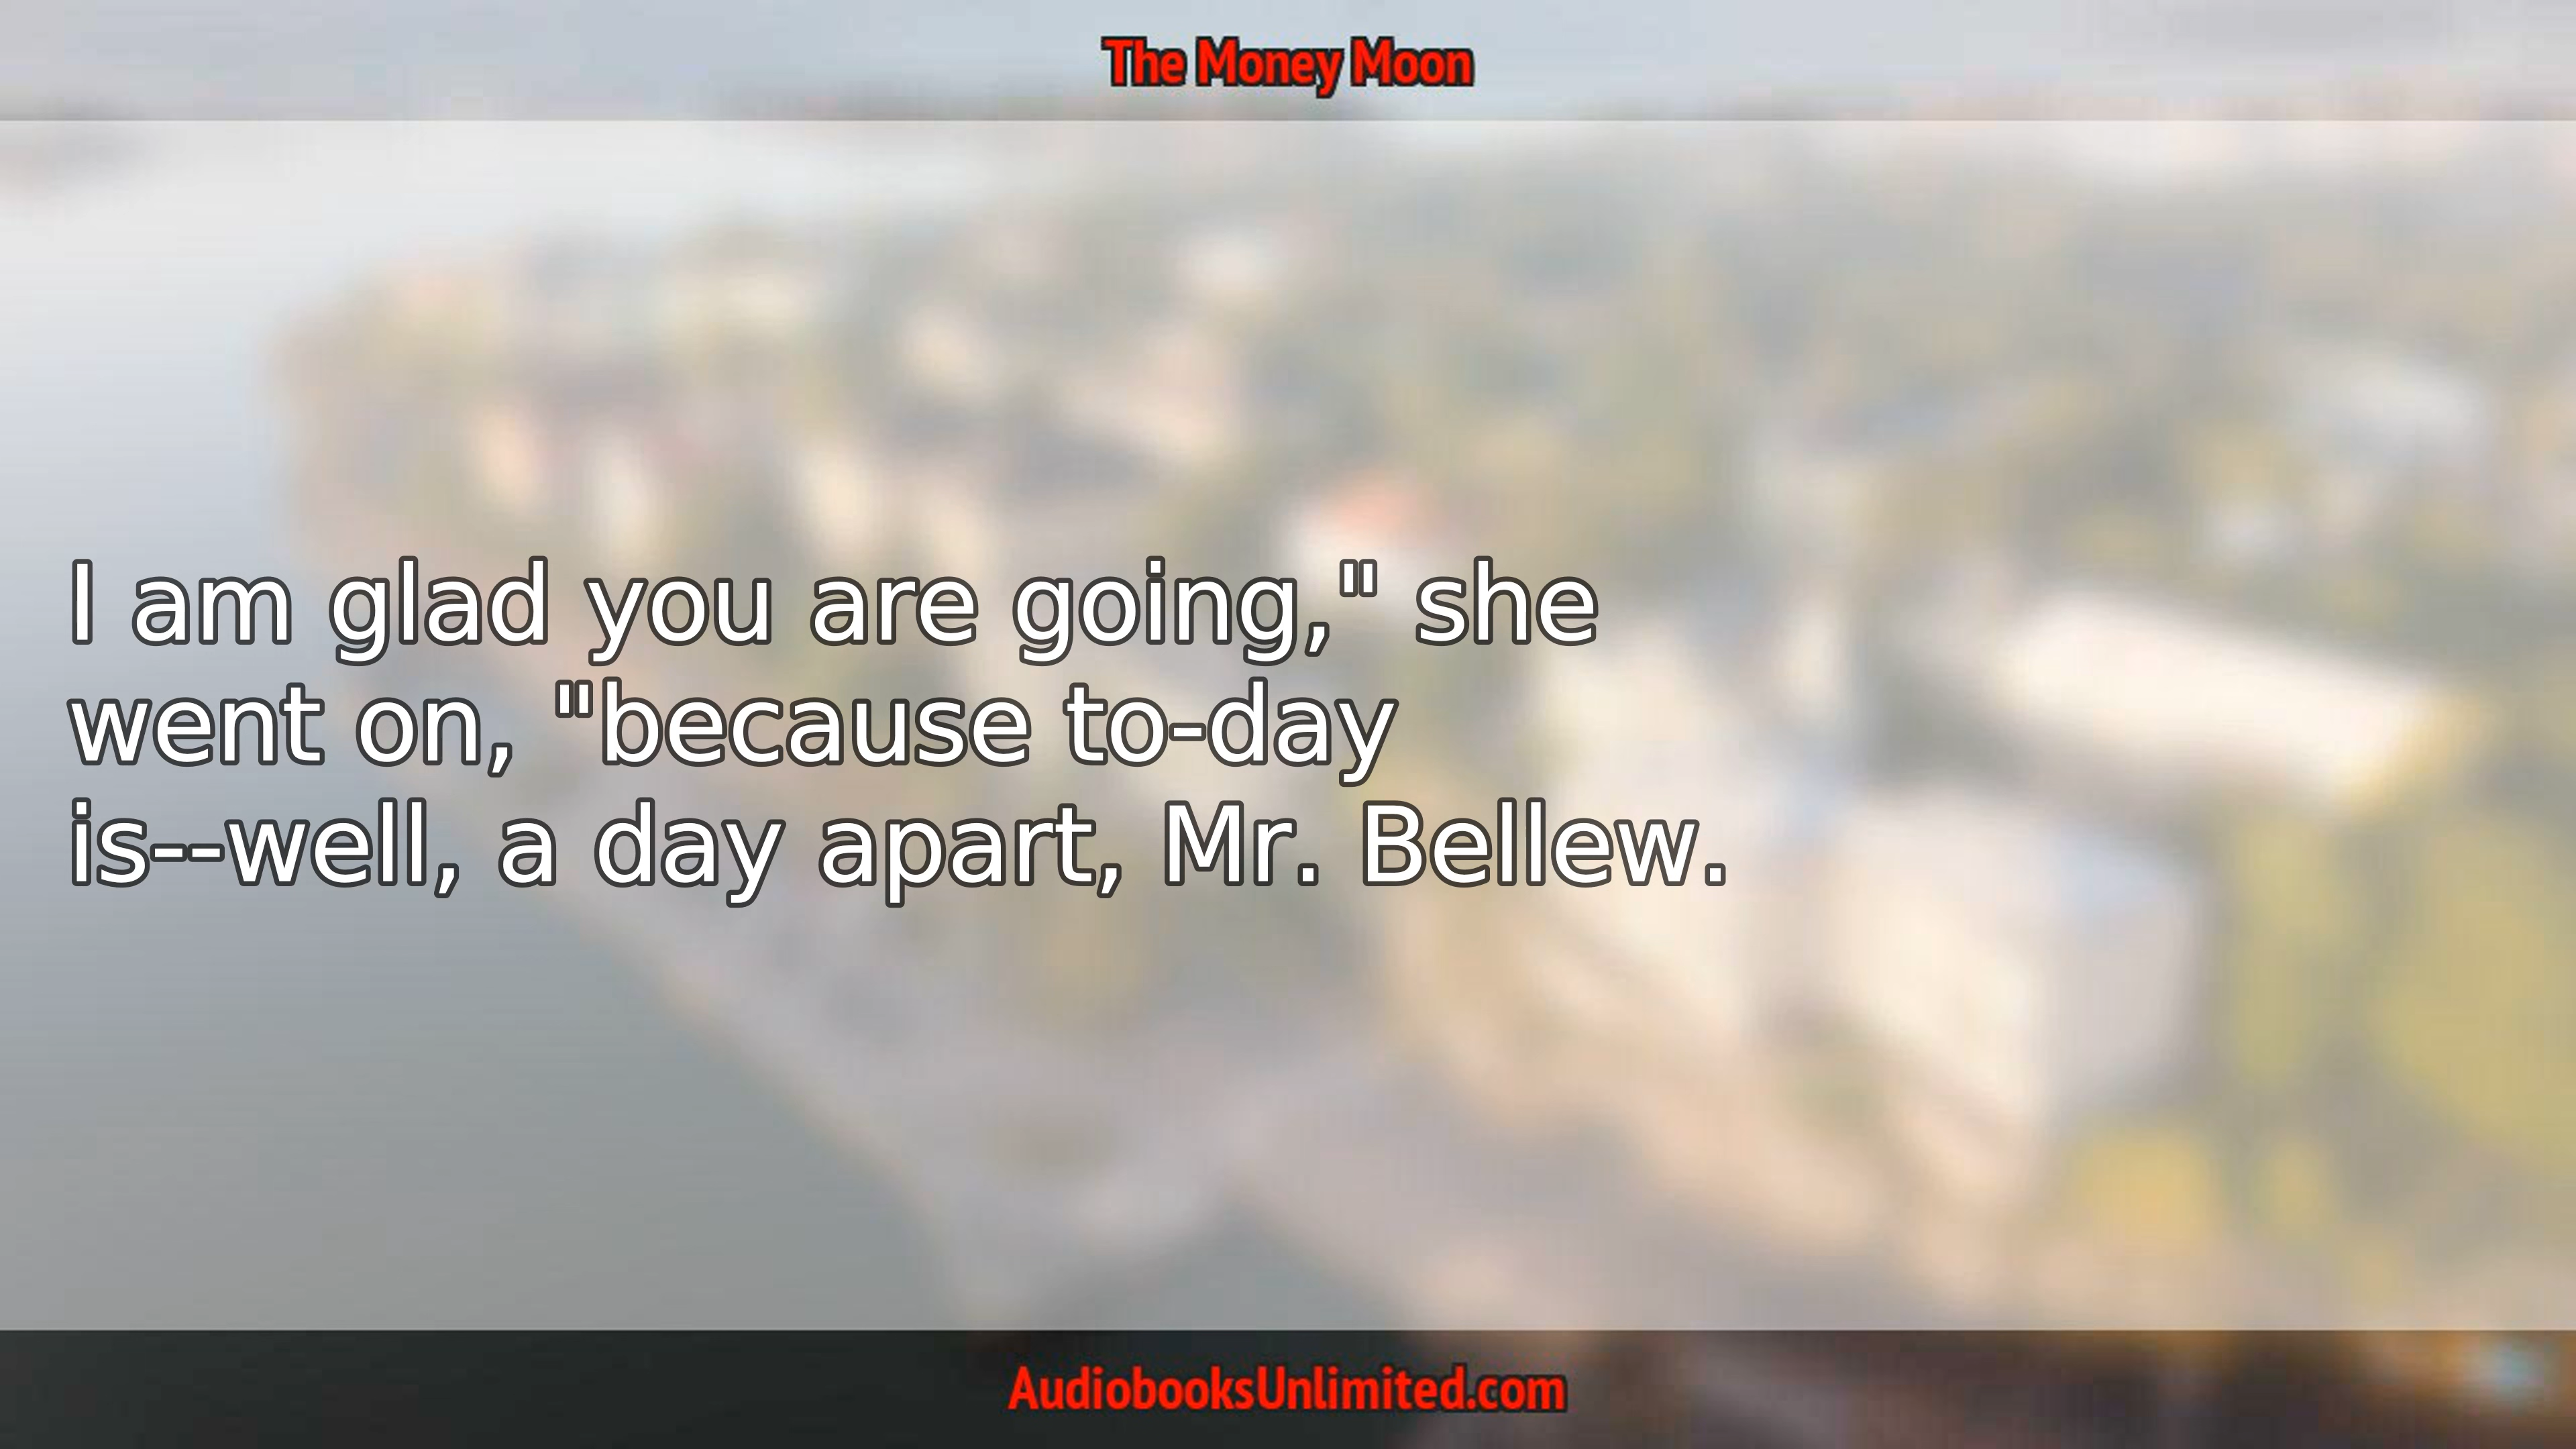 The Money Moon
I am glad you are going," she
went on, "because to-day
is--well, a day apart, Mr. Bellew.
AudiobooksUnlimited.com